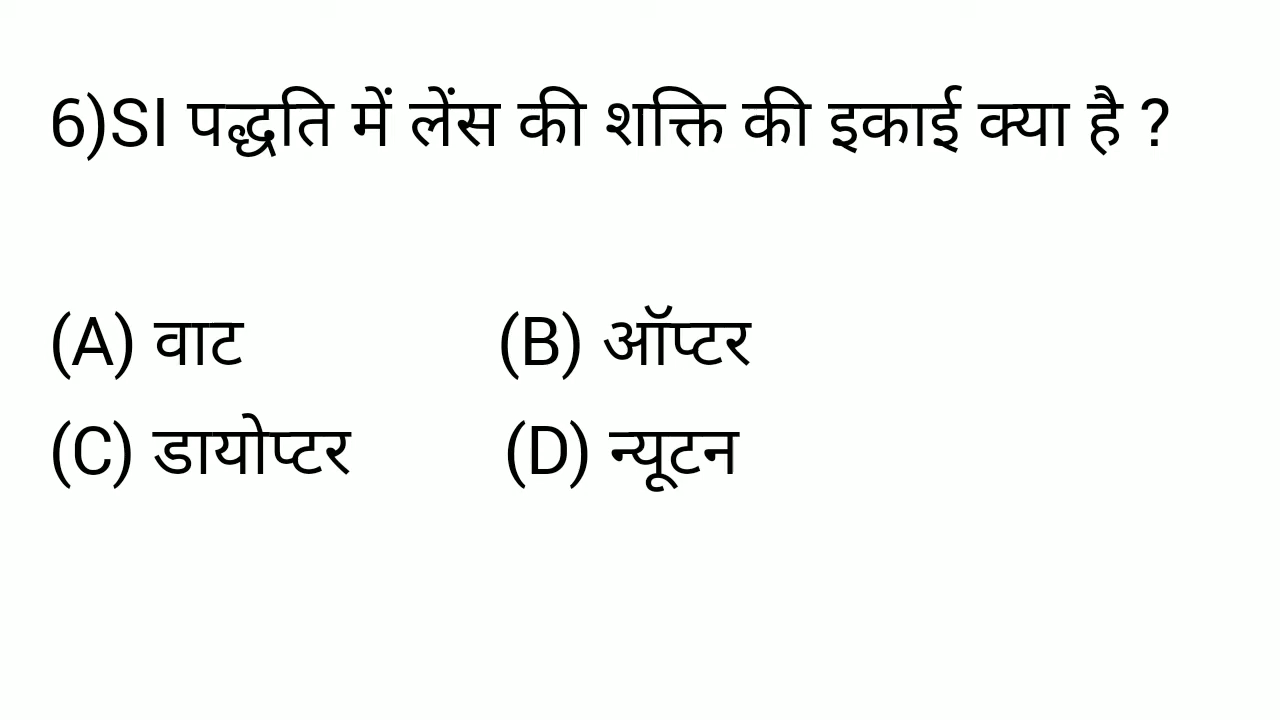 6)SI पद्धति में लेंस की शक्ति की इकाई क्या है ?
(A) वाट (B) ऑप्टर
(C) डायोप्टर (D) न्यूटन